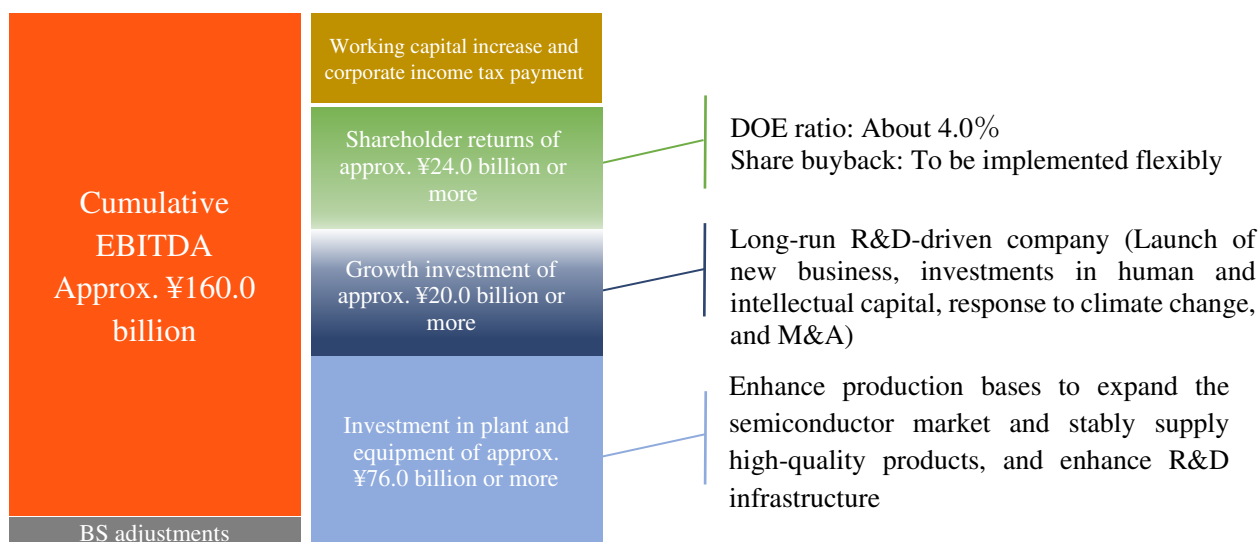 Cumulative
EBITDA
Approx. ¥160.0
billion
BS adjustments
Working capital increase and
corporate income tax payment
Shareholder returns of
approx. ¥24.0 billion or
more
Growth investment of
approx. ¥20.0 billion or
more
Investment in plant and
equipment of approx.
¥76.0 billion or more
DOE ratio: About 4.0%
Share buyback: To be implemented flexibly
Long-run R&D-driven company (Launch of
new business, investments in human and
intellectual capital, response to climate change,
and M&A)
Enhance production bases to expand the
semiconductor market and stably supply
high-quality products, and enhance R&D
infrastructure